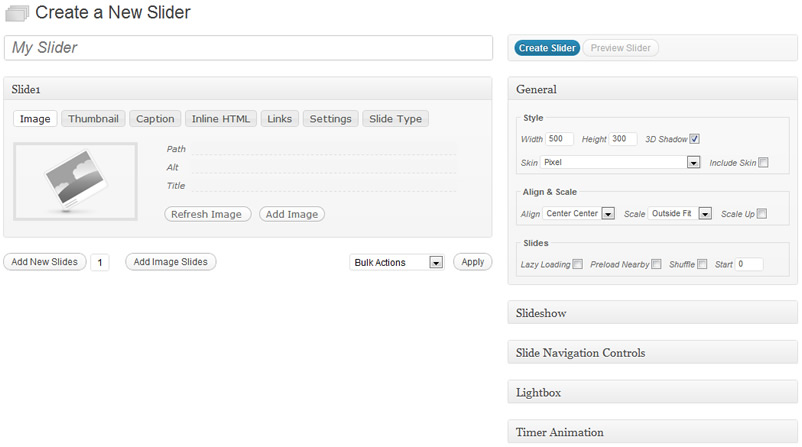 Create a New Slider
My Slider
Create Slider Preview Slider
Slide1
Image Thumbnail Caption Inline HTML Links Settings Slide Type
Path
Alt
Title
Refresh Image Add Image
Add New Slides 1 Add Image Slides Bulk Actions Apply
General
Style
Width 500 Height 300 3D Shadow
Skin Pixel Include Skin
Align & Scale
Align Center Center Scale Outside Fit Scale Up
Slides
Lazy Loading Preload Nearby Shuffle Start 0
Slideshow
Slide Navigation Controls
Lightbox
Timer Animation